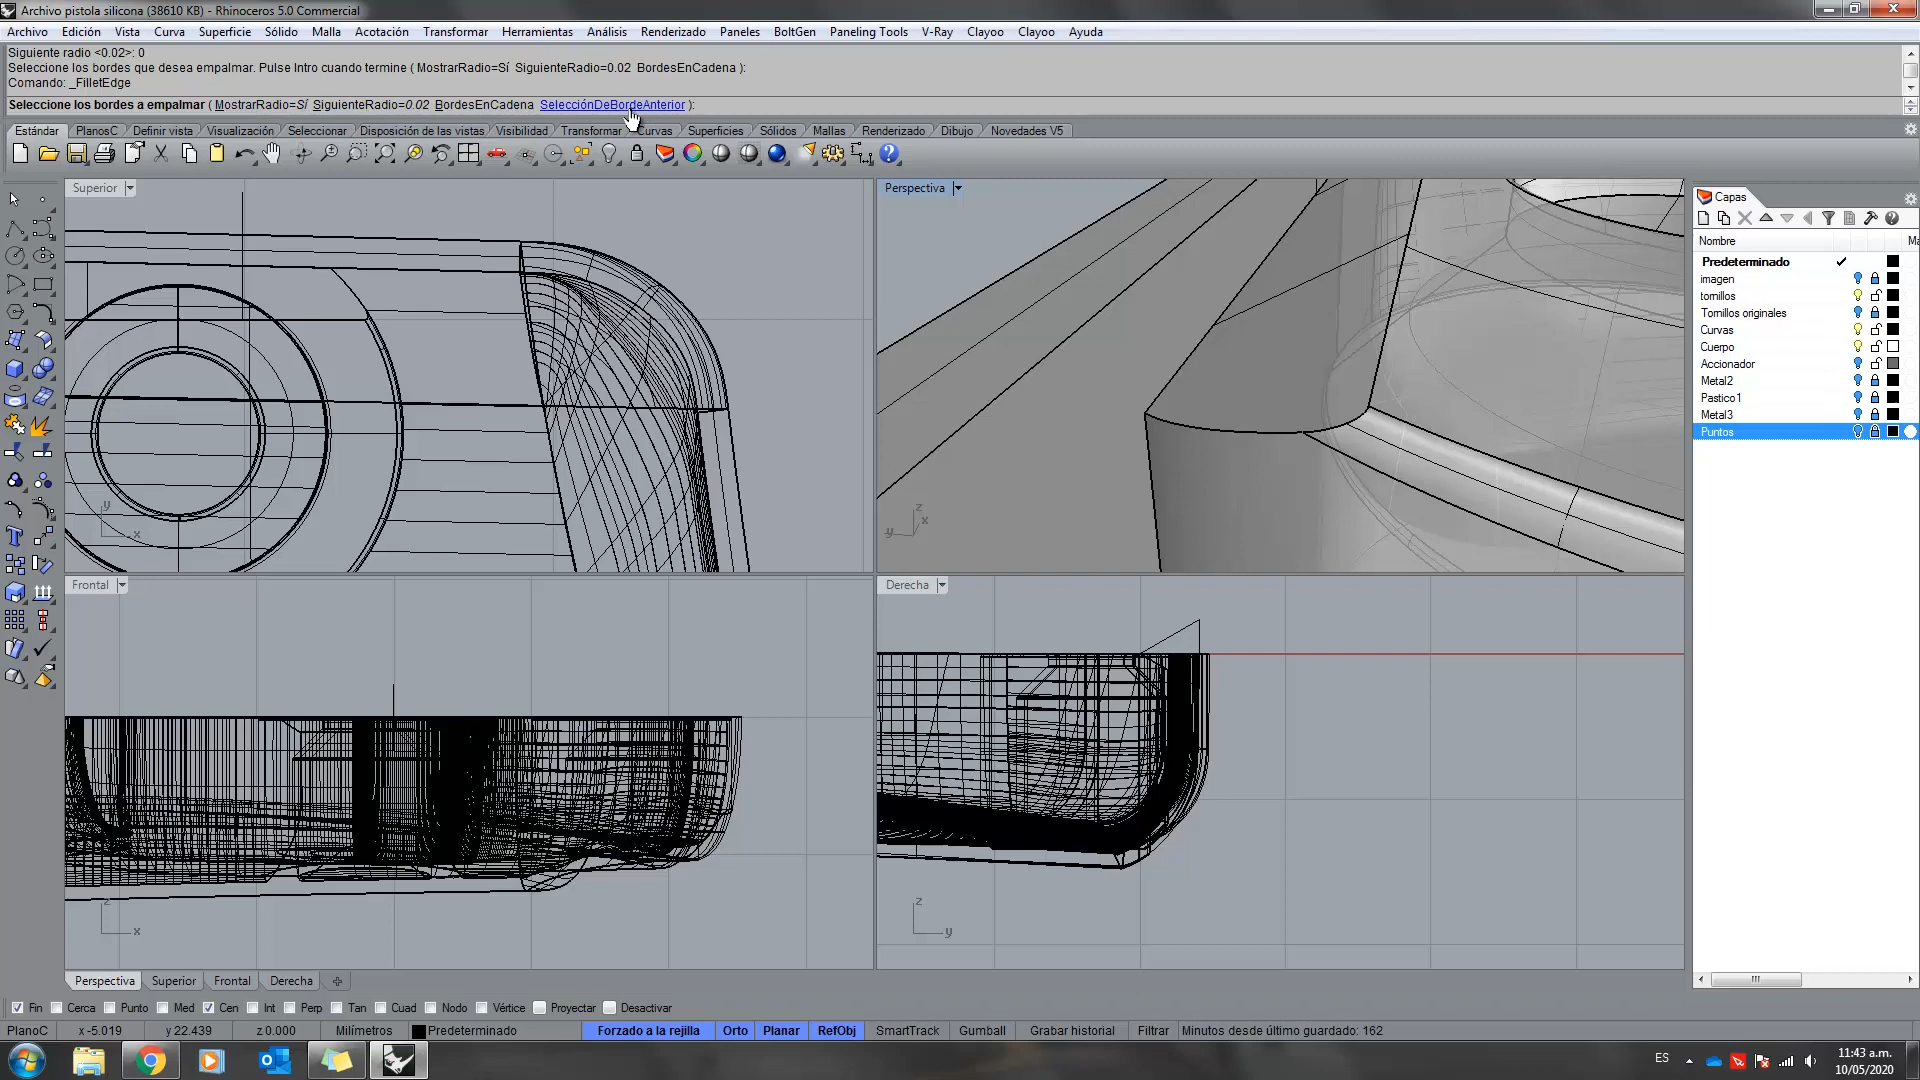 Archivo pistola silicona (38610 KB) - Rhinoceros 5.0 Commercial
Archivo Edición Vista Curva Superficie Sólido Malla Acotación Transformar Herramientas Análisis Renderizado Paneles BoltGen Paneling Tools V-Ray Clayoo Clayoo Ayuda
Siguiente radio <0.02>: 0
Seleccione los bordes que desea empalmar. Pulse Intro cuando termine ( MostrarRadio=Sí SiguienteRadio=0.02 BordesEnCadena ):
Comando: _FilletEdge
Seleccione los bordes a empalmar ( MostrarRadio=Sí SiguienteRadio=0.02 BordesEnCadena SelecciónDeBordeAnterior ):
Estándar PlanosC Definir vista Visualización Seleccionar Disposición de las vistas Visibilidad Transformar Curvas Superficies Sólidos Mallas Renderizado Dibujo Novedades V5
Superior
Perspectiva
Capas
Nombre Ma
Predeterminado
imagen
tornillos
Tornillos originales
Curvas
Cuerpo
Accionador
Metal2
Pastico1
Metal3
Puntos
y
x
z
x
y
Frontal
Derecha
z
x
z
y
Perspectiva Superior Frontal Derecha
Fin Cerca Punto Med Cen Int Perp Tan Cuad Nodo Vértice Proyectar Desactivar
PlanoC x -5.019 y 22.439 z 0.000 Milímetros Predeterminado Forzado a la rejilla Orto Planar RefObj SmartTrack Gumball Grabar historial Filtrar Minutos desde último guardado: 162
ES
11:43 a.m.
10/05/2020